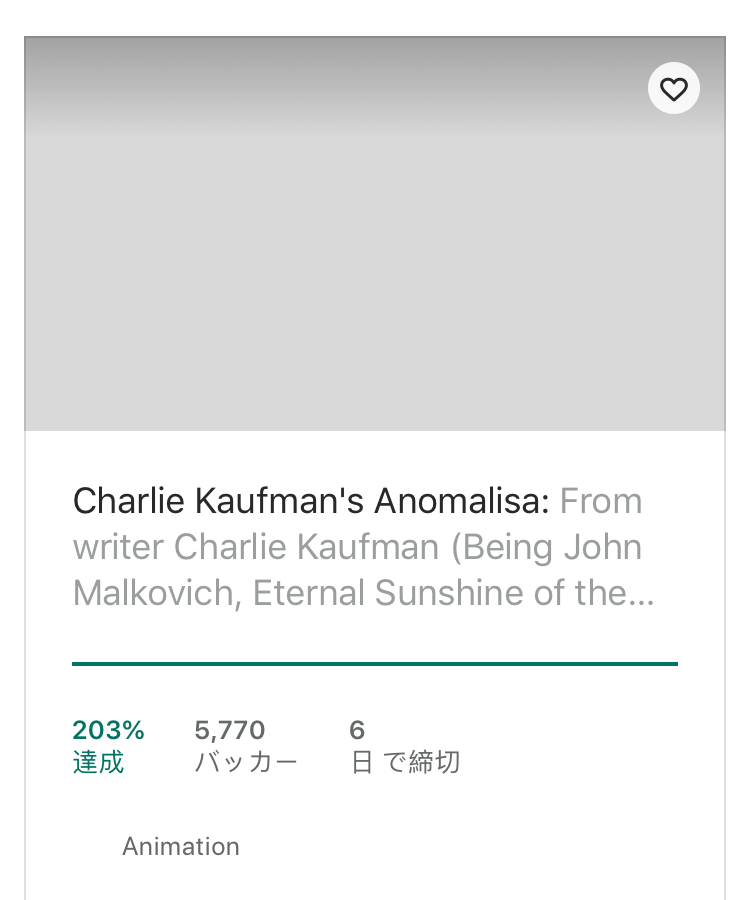 Charlie Kaufman's Anomalisa: From
writer Charlie Kaufman (Being John
Malkovich, Eternal Sunshine of the...
203% 5,770 6
達成 バッカー 日 で締切
Animation